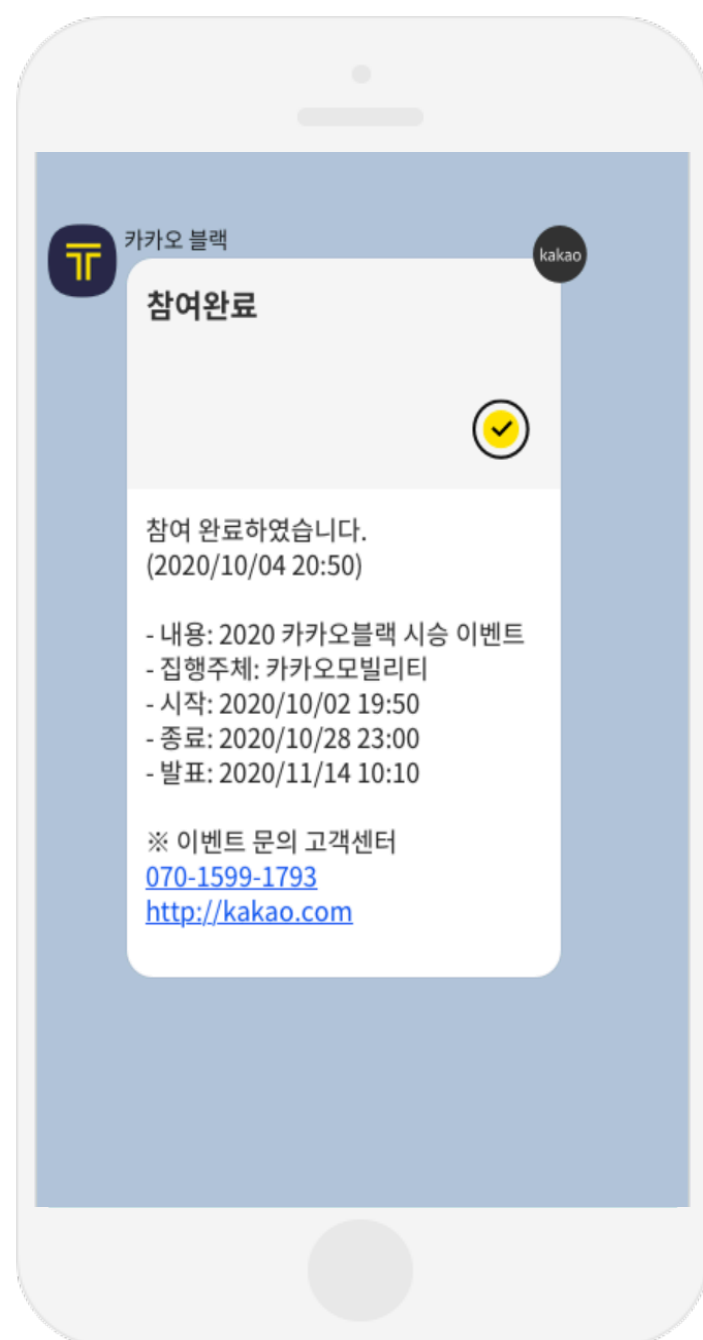 카카오 블랙
kakao
참여완료
참여 완료하였습니다.
(2020/10/04 20:50)
- 내용: 2020 카카오블랙 시승 이벤트
- 집행주체: 카카오모빌리티
- 시작: 2020/10/02 19:50
- 종료: 2020/10/28 23:00
- 발표: 2020/11/14 10:10
※ 이벤트 문의 고객센터
070-1599-1793
http://kakao.com